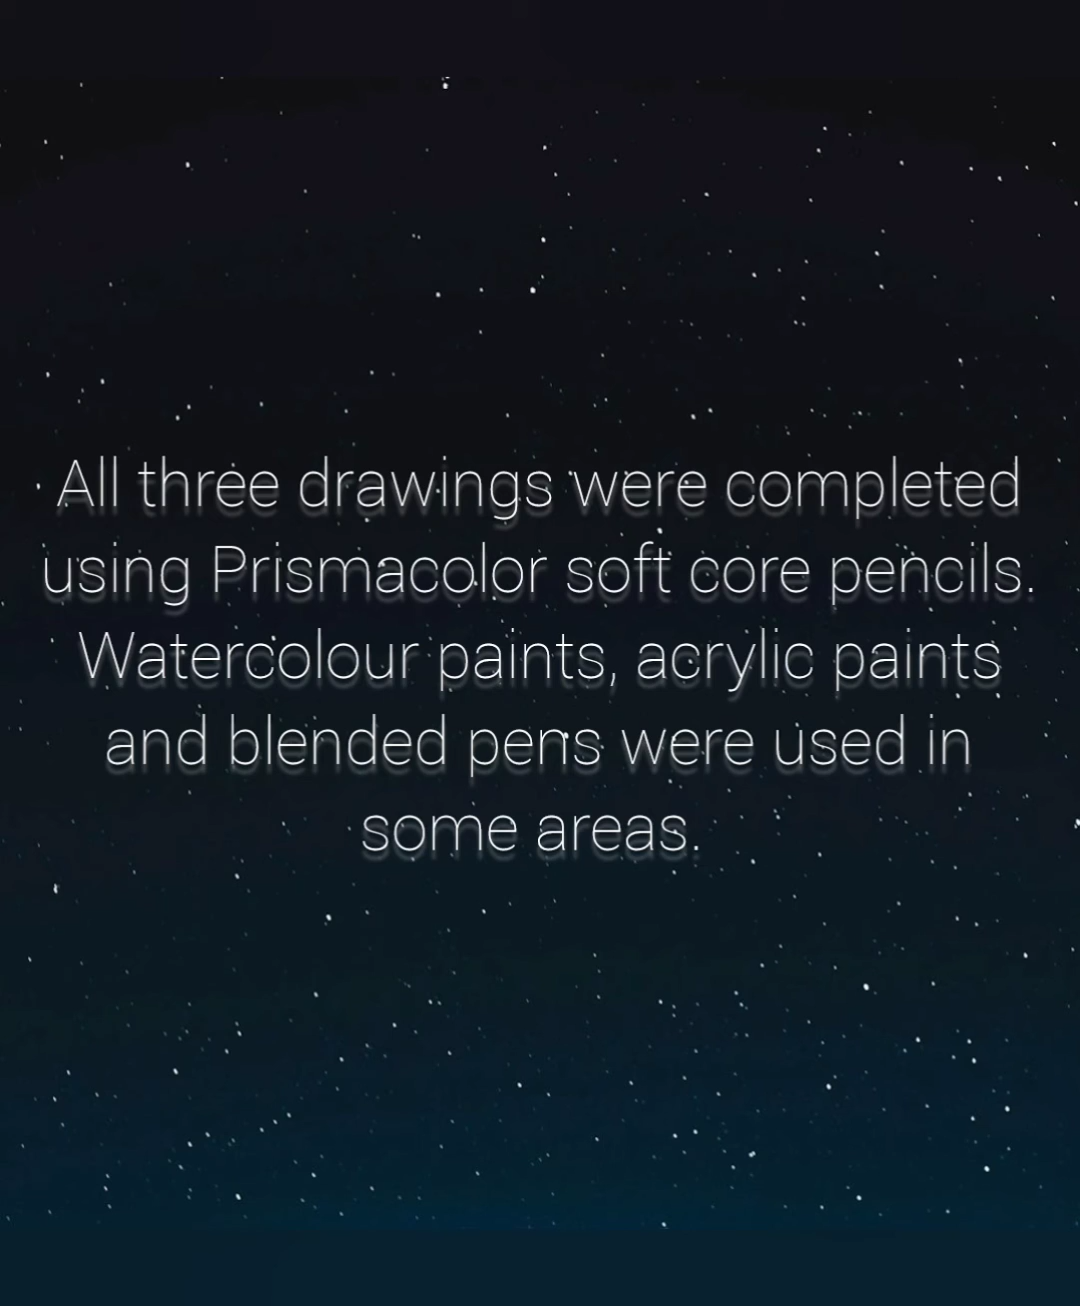 All three drawings were completed
using Prismacolor soft core pencils.
Watercolour paints, acrylic paints
and blended pens were used in
some areas.